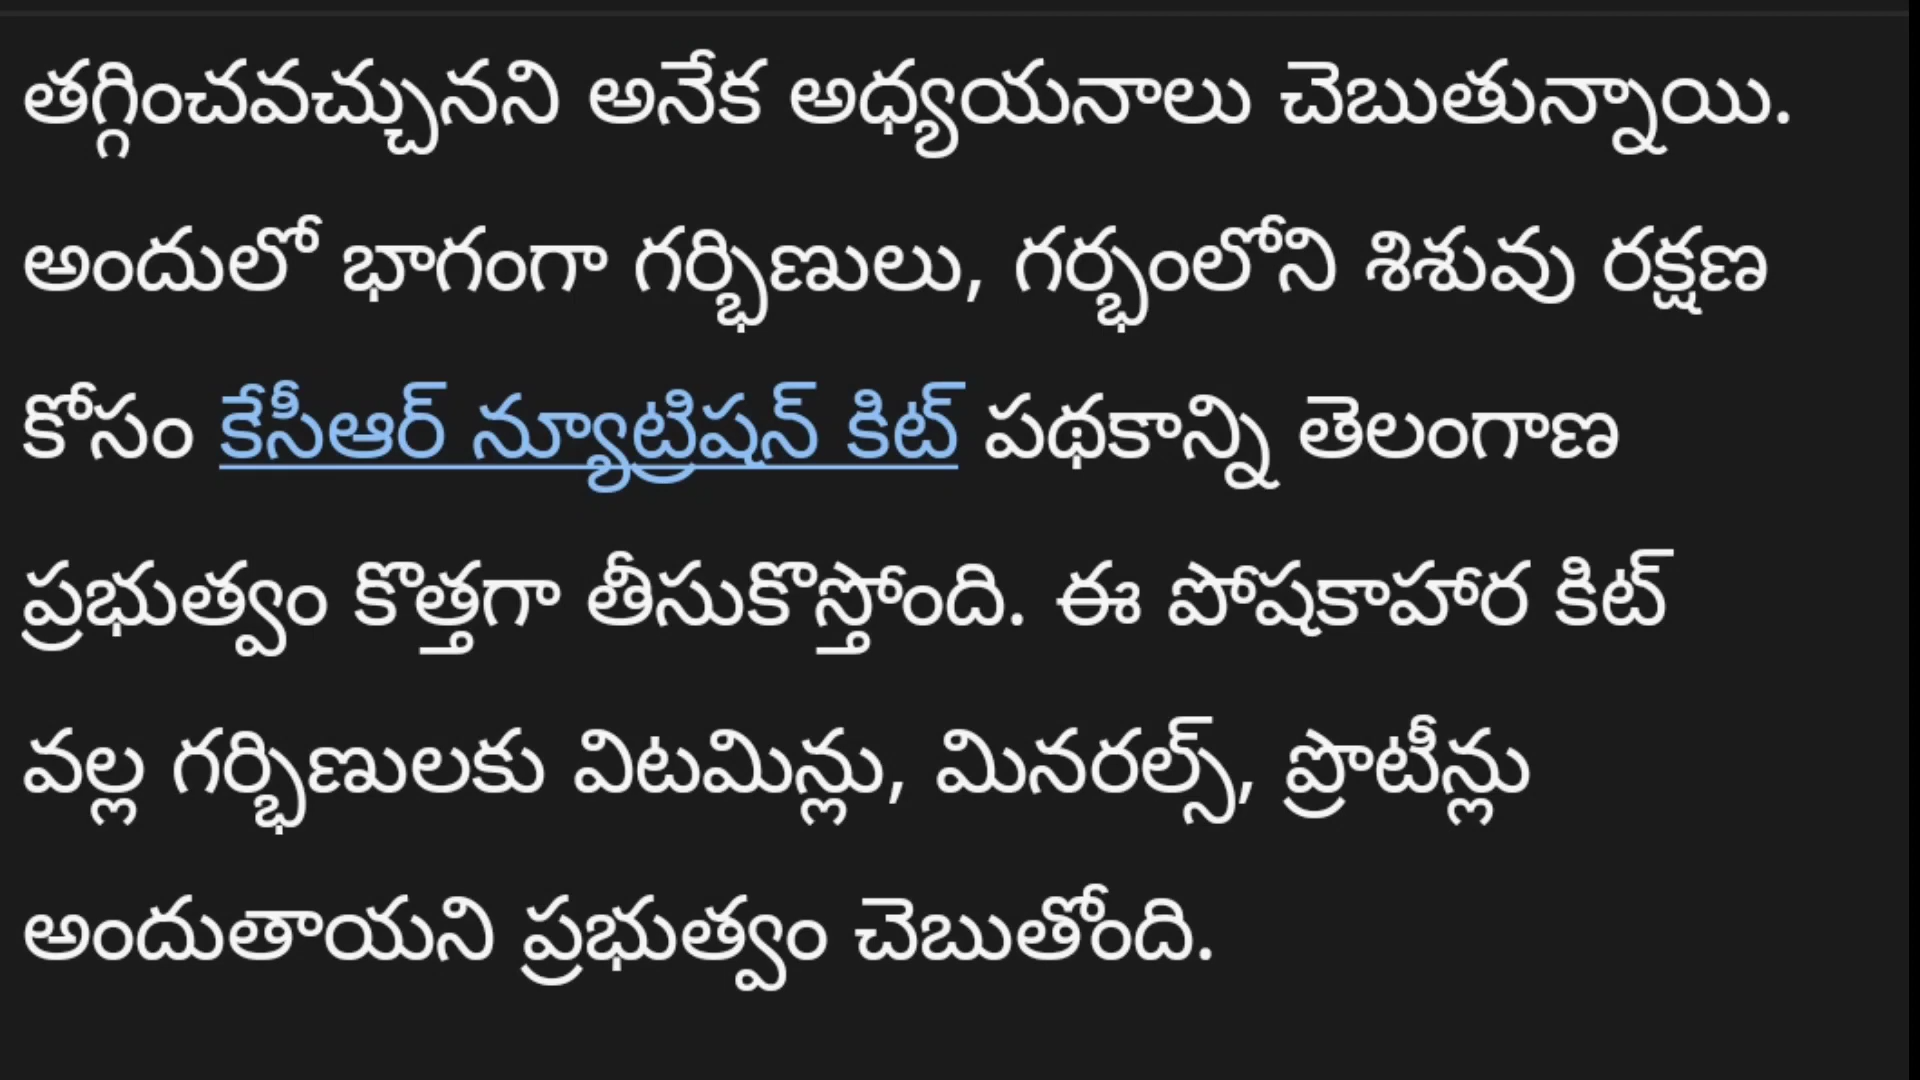 తగ్గించవచ్చునని అనేక అధ్యయనాలు చెబుతున్నాయి.
అందులో భాగంగా గర్భిణులు, గర్భంలోని శిశువు రక్షణ
కోసం కేసీఆర్ న్యూట్రిషన్ కిట్ పథకాన్ని తెలంగాణ
ప్రభుత్వం కొత్తగా తీసుకొస్తోంది. ఈ పోషకాహార కిట్
వల్ల గర్భిణులకు విటమిన్లు, మినరల్స్, ప్రొటీన్లు
అందుతాయని ప్రభుత్వం చెబుతోంది.